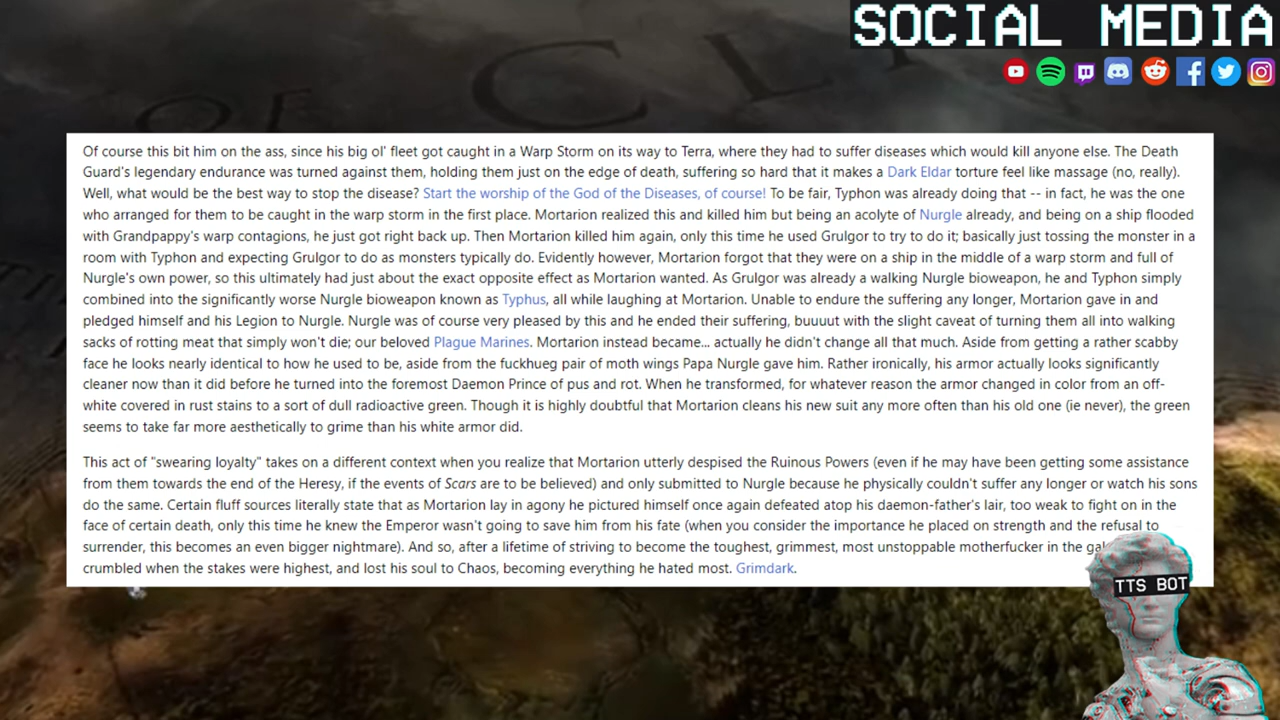 SOCIAL MEDIA
OF CL
Of course this bit him on the ass, since his big ol' fleet got caught in a Warp Storm on its way to Terra, where they had to suffer diseases which would kill anyone else. The Death
Guard's legendary endurance was turned against them, holding them just on the edge of death, suffering so hard that it makes a Dark Eldar torture feel like massage (no, really).
Well, what would be the best way to stop the disease? Start the worship of the God of the Diseases, of course! To be fair, Typhon was already doing that -- in fact, he was the one
who arranged for them to be caught in the warp storm in the first place. Mortarion realized this and killed him but being an acolyte of Nurgle already, and being on a ship flooded
with Grandpappy's warp contagions, he just got right back up. Then Mortarion killed him again, only this time he used Grulgor to try to do it; basically just tossing the monster in a
room with Typhon and expecting Grulgor to do as monsters typically do. Evidently however, Mortarion forgot that they were on a ship in the middle of a warp storm and full of
Nurgle's own power, so this ultimately had just about the exact opposite effect as Mortarion wanted. As Grulgor was already a walking Nurgle bioweapon, he and Typhon simply
combined into the significantly worse Nurgle bioweapon known as Typhus, all while laughing at Mortarion. Unable to endure the suffering any longer, Mortarion gave in and
pledged himself and his Legion to Nurgle. Nurgle was of course very pleased by this and he ended their suffering, buuuut with the slight caveat of turning them all into walking
sacks of rotting meat that simply won't die; our beloved Plague Marines. Mortarion instead became... actually he didn't change all that much. Aside from getting a rather scabby
face he looks nearly identical to how he used to be, aside from the fuckhueg pair of moth wings Papa Nurgle gave him. Rather ironically, his armor actually looks significantly
cleaner now than it did before he turned into the foremost Daemon Prince of pus and rot. When he transformed, for whatever reason the armor changed in color from an off-
white covered in rust stains to a sort of dull radioactive green. Though it is highly doubtful that Mortarion cleans his new suit any more often than his old one (ie never), the green
seems to take far more aesthetically to grime than his white armor did.
This act of "swearing loyalty" takes on a different context when you realize that Mortarion utterly despised the Ruinous Powers (even if he may have been getting some assistance
from them towards the end of the Heresy, if the events of Scars are to be believed) and only submitted to Nurgle because he physically couldn't suffer any longer or watch his sons
do the same. Certain fluff sources literally state that as Mortarion lay in agony he pictured himself once again defeated atop his daemon-father's lair, too weak to fight on in the
face of certain death, only this time he knew the Emperor wasn't going to save him from his fate (when you consider the importance he placed on strength and the refusal to
surrender, this becomes an even bigger nightmare). And so, after a lifetime of striving to become the toughest, grimmest, most unstoppable motherfucker in the
crumbled when the stakes were highest, and lost his soul to Chaos, becoming everything he hated most. Grimdark.
TTS BOT